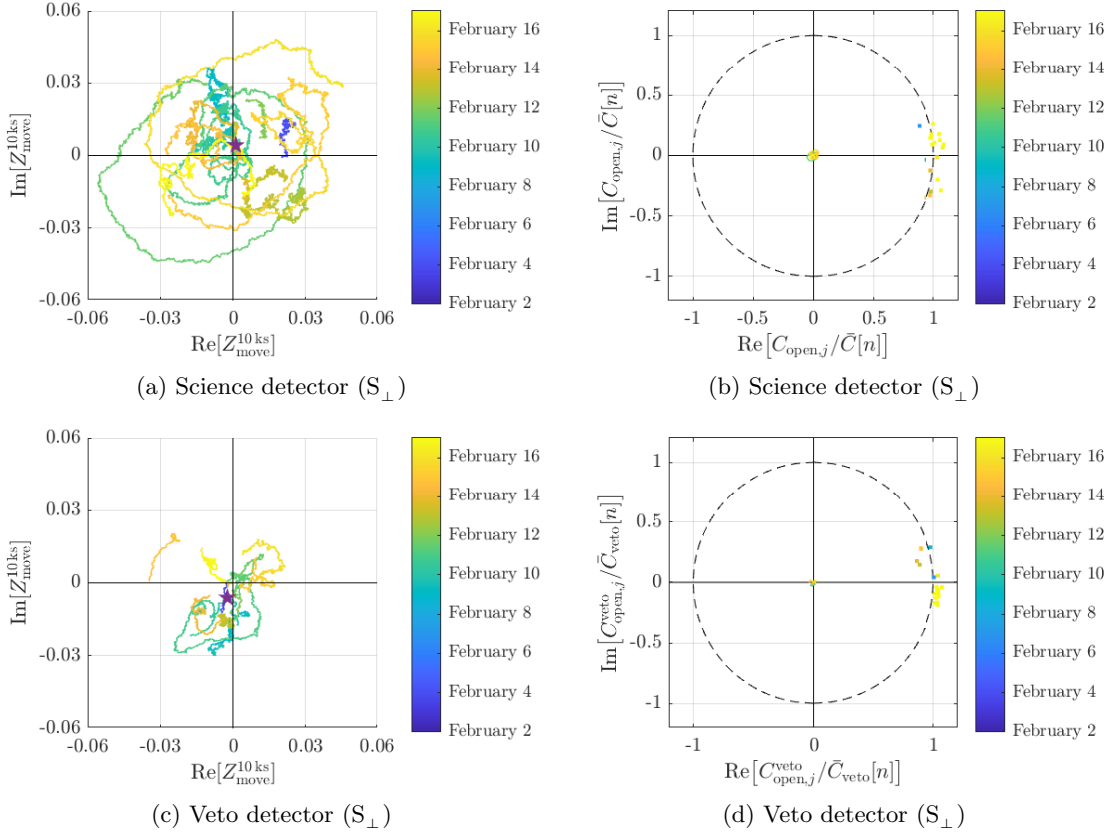 0.06
0.03
0
-0.03
-0.06
-0.06
-0.03
0
0.03
0.06
Im[Z^{10 ks}_{move}]
Re[Z^{10 ks}_{move}]
February 16
February 14
February 12
February 10
February 8
February 6
February 4
February 2
(a) Science detector (S_⊥)
1
0.5
0
-0.5
-1
-1
-0.5
0
0.5
1
Im[C_{open,j}/C̄[n]]
Re[C_{open,j}/C̄[n]]
February 16
February 14
February 12
February 10
February 8
February 6
February 4
February 2
(b) Science detector (S_⊥)
0.06
0.03
0
-0.03
-0.06
-0.06
-0.03
0
0.03
0.06
Im[Z^{10 ks}_{move}]
Re[Z^{10 ks}_{move}]
February 16
February 14
February 12
February 10
February 8
February 6
February 4
February 2
(c) Veto detector (S_⊥)
1
0.5
0
-0.5
-1
-1
0
1
Im[C^{veto}_{open,j}/C̄_{veto}[n]]
Re[C^{veto}_{open,j}/C̄_{veto}[n]]
February 16
February 14
February 12
February 10
February 8
February 6
February 4
February 2
(d) Veto detector (S_⊥)